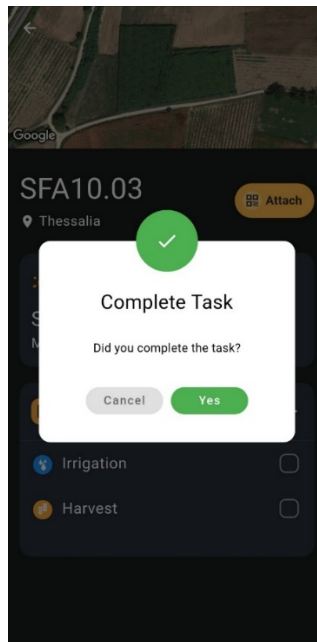 Google
SFA10.03
Attach
Thessalia
Complete Task
S
M
Did you complete the task?
Cancel
Yes
Irrigation
Harvest